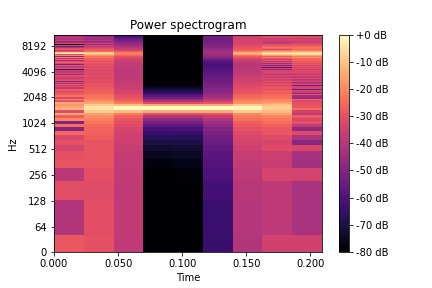 Power spectrogram
Hz
8192
4096
2048
1024
512
256
128
64
0
0.000 0.050 0.100 0.150 0.200
Time
+0 dB
-10 dB
-20 dB
-30 dB
-40 dB
-50 dB
-60 dB
-70 dB
-80 dB